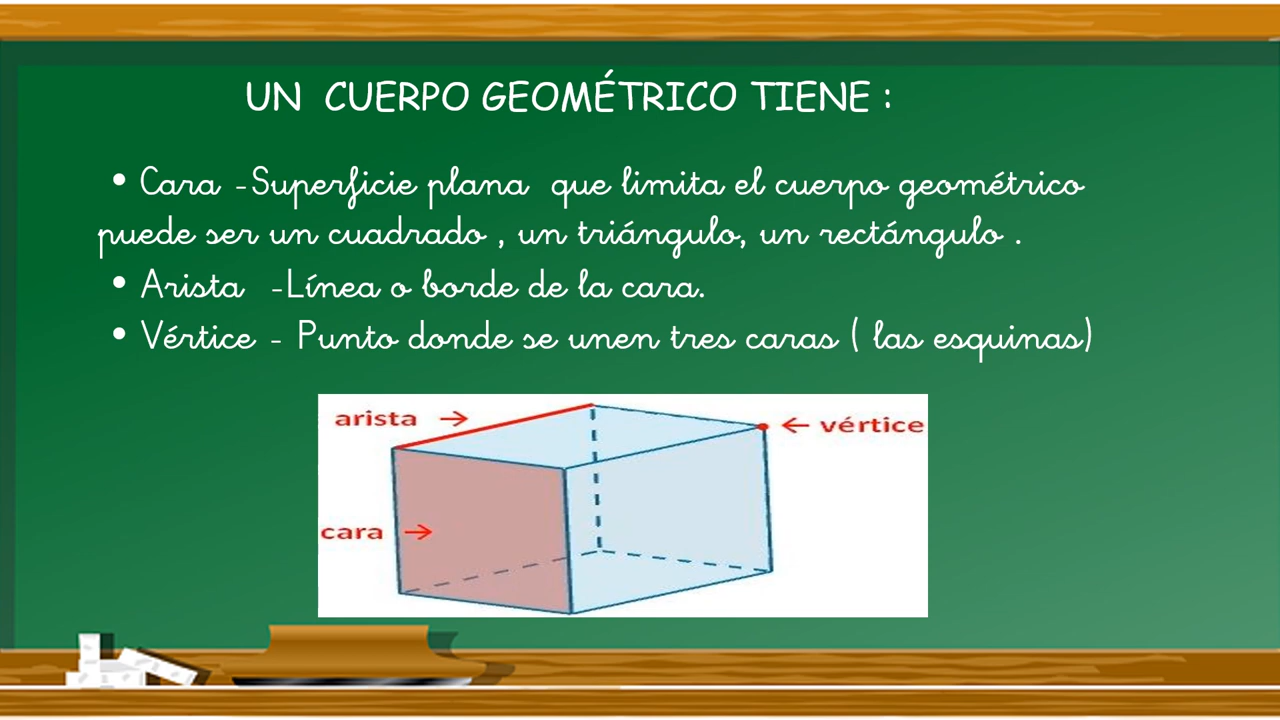 UN CUERPO GEOMÉTRICO TIENE :
• Cara -Superficie plana que limita el cuerpo geométrico
puede ser un cuadrado , un triángulo, un rectángulo .
• Arista -Línea o borde de la cara.
• Vértice - Punto donde se unen tres caras ( las esquinas)
arista →
← vértice
cara →